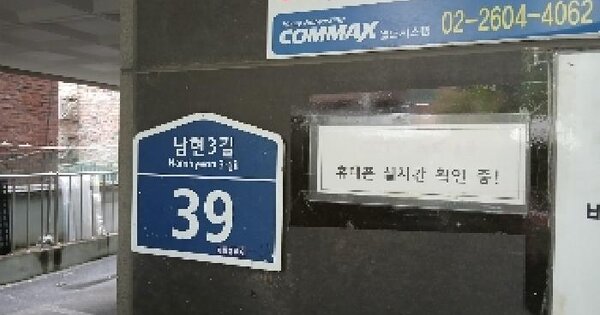 COMMAX
02-2604-4062
남현3길
Namhyeon 3-gil
39
휴대폰 실시간 확인 중!